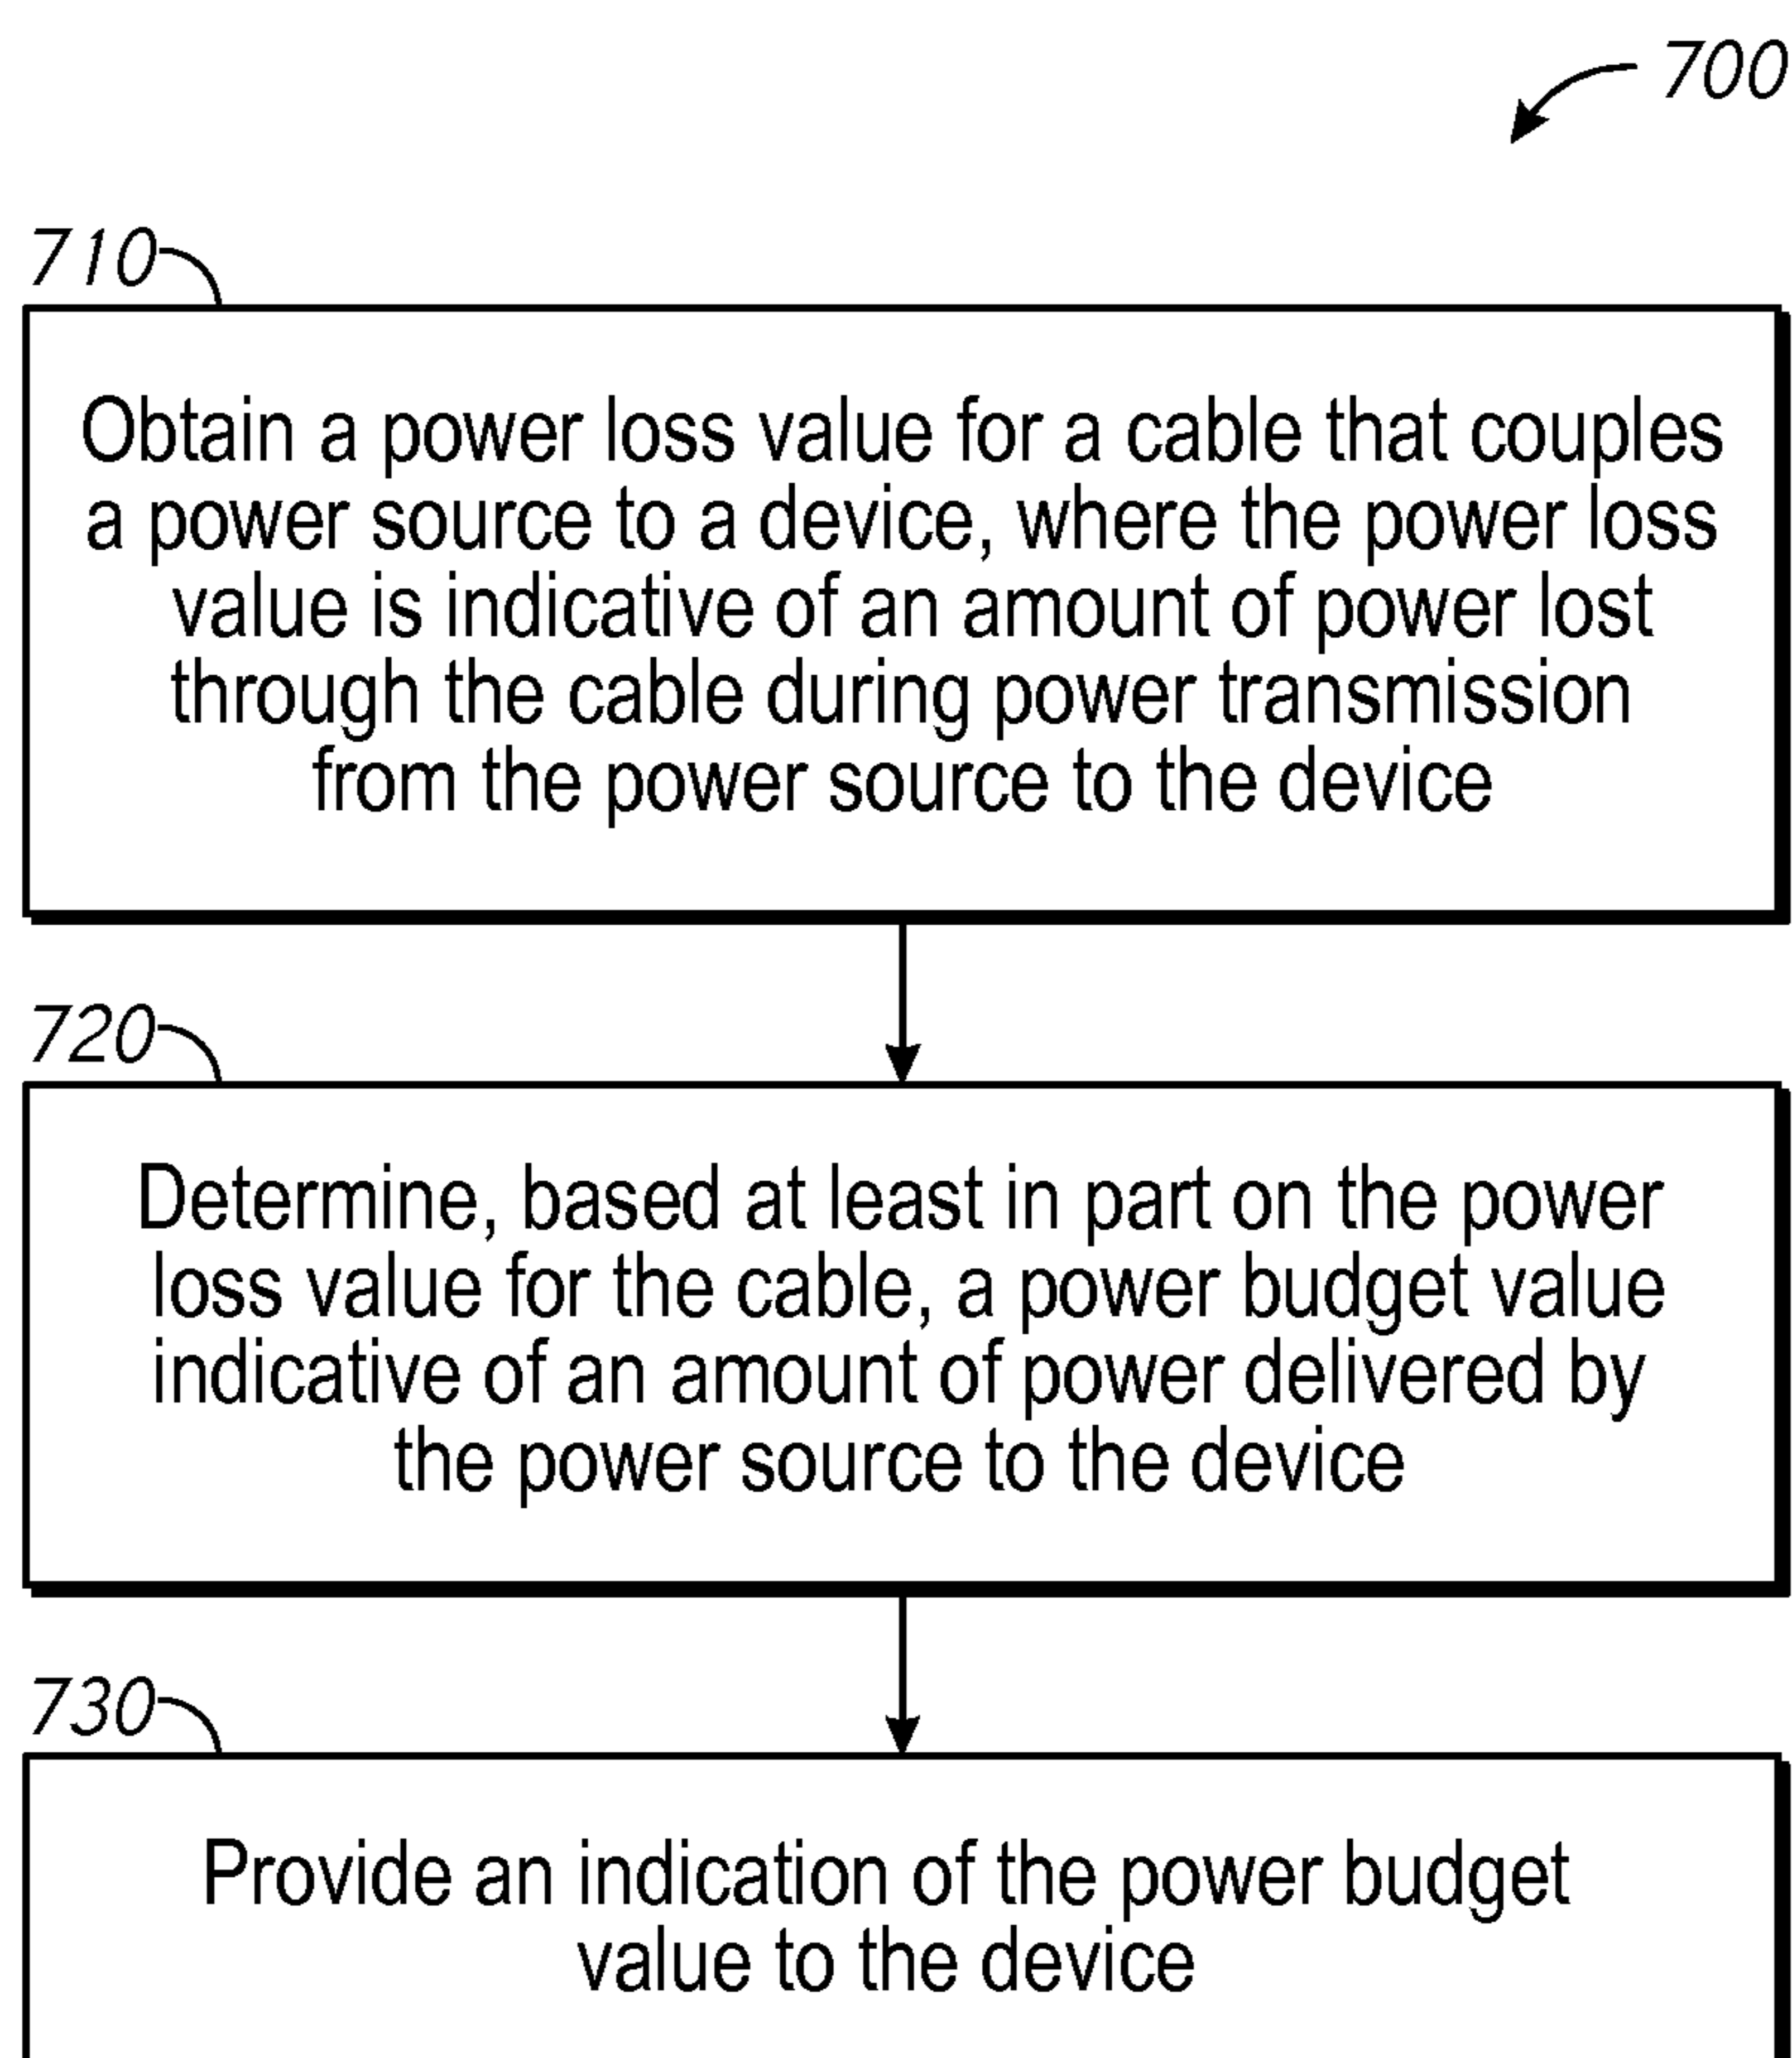 700
710
Obtain a power loss value for a cable that couples
a power source to a device, where the power loss
value is indicative of an amount of power lost
through the cable during power transmission
from the power source to the device
720
Determine, based at least in part on the power
loss value for the cable, a power budget value
indicative of an amount of power delivered by
the power source to the device
730
Provide an indication of the power budget
value to the device